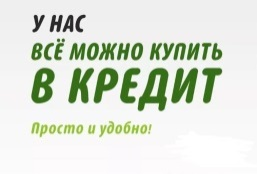 У НАС
ВСЁ МОЖНО КУПИТЬ
В КРЕДИТ
Просто и удобно!